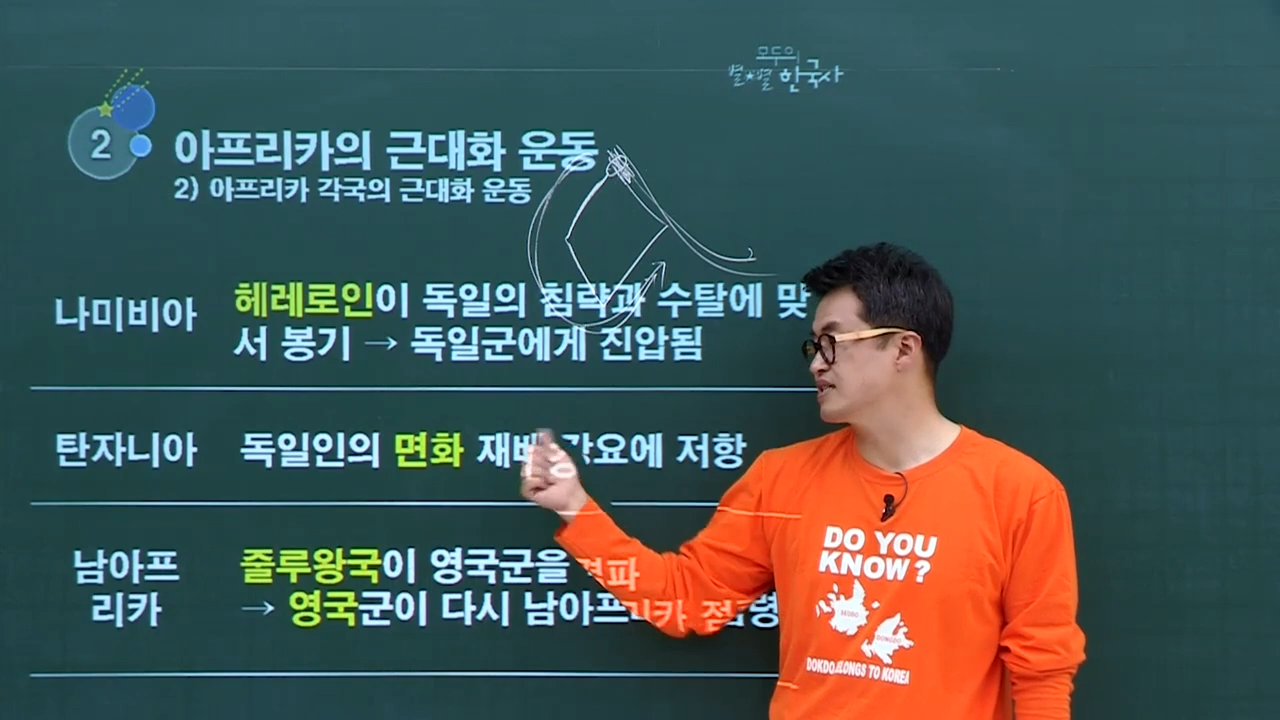 모두의
별★별 한국사
2
아프리카의 근대화 운동
2) 아프리카 각국의 근대화 운동
나미비아
헤레로인이 독일의 침략과 수탈에 맞
서 봉기 → 독일군에게 진압됨
탄자니아
독일인의 면화 재배 강요에 저항
남아프
리카
줄루왕국이 영국군을 격파
→ 영국군이 다시 남아프리카 점령
DO YOU
KNOW?
SEODO
DONGDO
TO KOREA